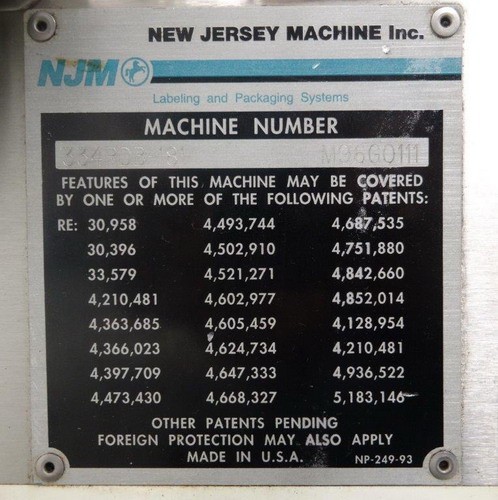 NEW JERSEY MACHINE Inc.
NJM
Labeling and Packaging Systems
MACHINE NUMBER
M96G0111
FEATURES OF THIS MACHINE MAY BE COVERED
BY ONE OR MORE OF THE FOLLOWING PATENTS:
RE: 30,958 4,493,744 4,687,535
30,396 4,502,910 4,751,880
33,579 4,521,271 4,842,660
4,210,481 4,602,977 4,852,014
4,363,685 4,605,459 4,128,954
4,366,023 4,624,734 4,210,481
4,397,709 4,647,333 4,936,522
4,473,430 4,668,327 5,183,146
OTHER PATENTS PENDING
FOREIGN PROTECTION MAY ALSO APPLY
MADE IN U.S.A. NP-249-93